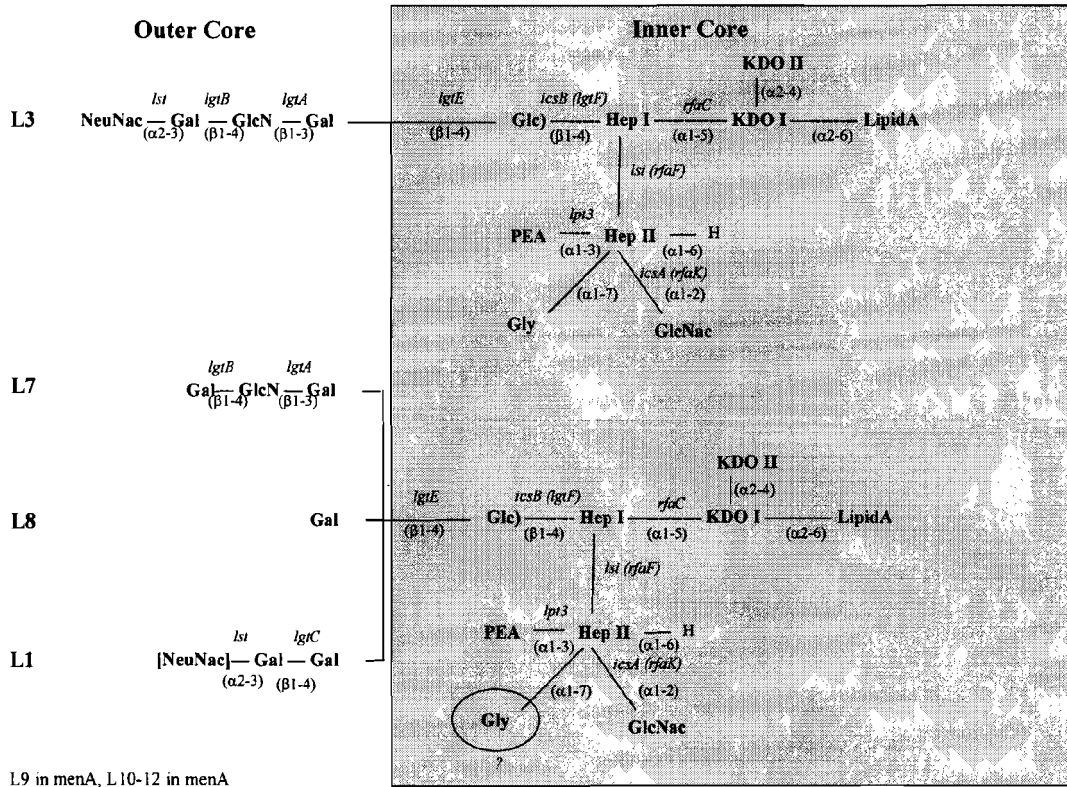 Outer Core
Inner Core
KDO II
(α2-4)
lst lgtB lgtA lgtE icsB (lgtF) rfaC
L3 NeuNac Gal GlcN Gal Glc) Hep I KDO I LipidA
(α2-3) (β1-4) (β1-3) (β1-4) (β1-4) (α1-5) (α2-6)
lsi (rfaF)
lpt3
PEA Hep II H
(α1-3) (α1-6)
icsA (rfaK)
(α1-7) (α1-2)
Gly GlcNac
lgtB lgtA
L7 Gal GlcN Gal
(β1-4) (β1-3)
KDO II
(α2-4)
lgtE icsB (lgtF) rfaC
L8 Gal Glc) Hep I KDO I LipidA
(β1-4) (β1-4) (α1-5) (α2-6)
lsi (rfaF)
lpt3
PEA Hep II H
(α1-3) (α1-6)
lst lgtC
L1 [NeuNac] Gal Gal
(α2-3) (β1-4)
icsA (rfaK)
(α1-7) (α1-2)
Gly GlcNac
?
L9 in menA, L10-12 in menA